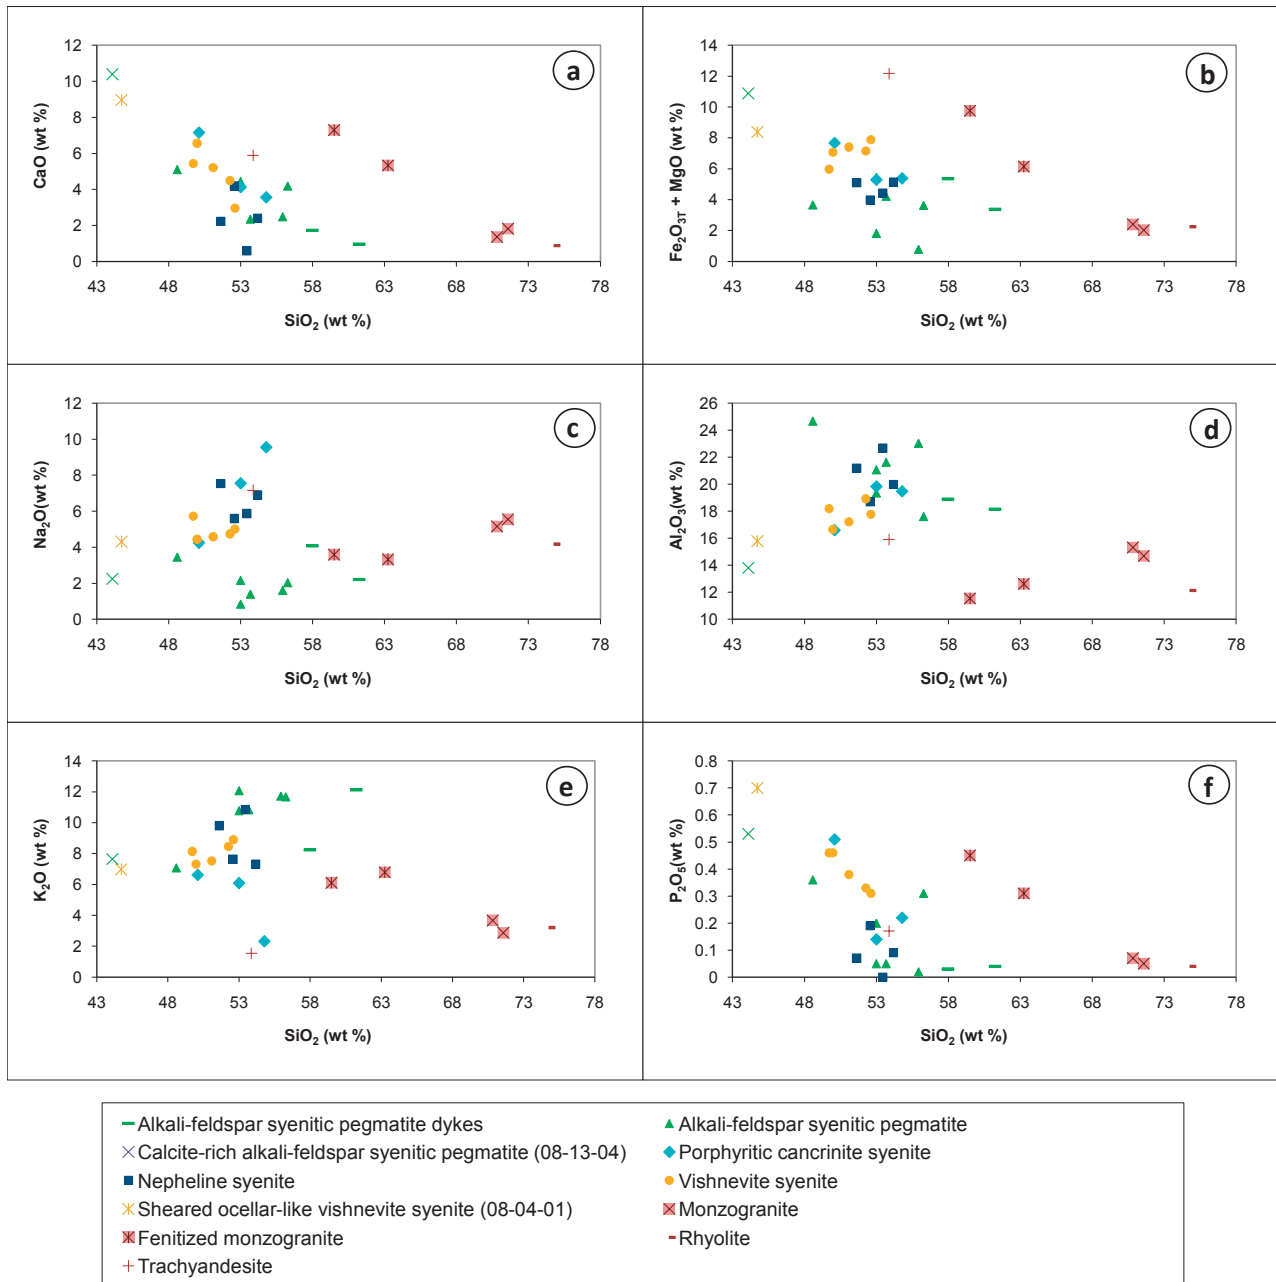 12
10
8
6
4
2
0
CaO (wt %)
43 48 53 58 63 68 73 78
SiO₂ (wt %)
a
14
12
10
8
6
4
2
0
Fe₂O₃T + MgO (wt %)
43 48 53 58 63 68 73 78
SiO₂ (wt %)
b
12
10
8
6
4
2
0
Na₂O(wt %)
43 48 53 58 63 68 73 78
SiO₂ (wt %)
c
26
24
22
20
18
16
14
12
10
Al₂O₃(wt %)
43 48 53 58 63 68 73 78
SiO₂ (wt %)
d
14
12
10
8
6
4
2
0
K₂O (wt %)
43 48 53 58 63 68 73 78
SiO₂ (wt %)
e
0.8
0.7
0.6
0.5
0.4
0.3
0.2
0.1
0
P₂O₅(wt %)
43 48 53 58 63 68 73 78
SiO₂ (wt %)
f
Alkali-feldspar syenitic pegmatite dykes
Alkali-feldspar syenitic pegmatite
Calcite-rich alkali-feldspar syenitic pegmatite (08-13-04)
Porphyritic cancrinite syenite
Nepheline syenite
Vishnevite syenite
Sheared ocellar-like vishnevite syenite (08-04-01)
Monzogranite
Fenitized monzogranite
Rhyolite
Trachyandesite